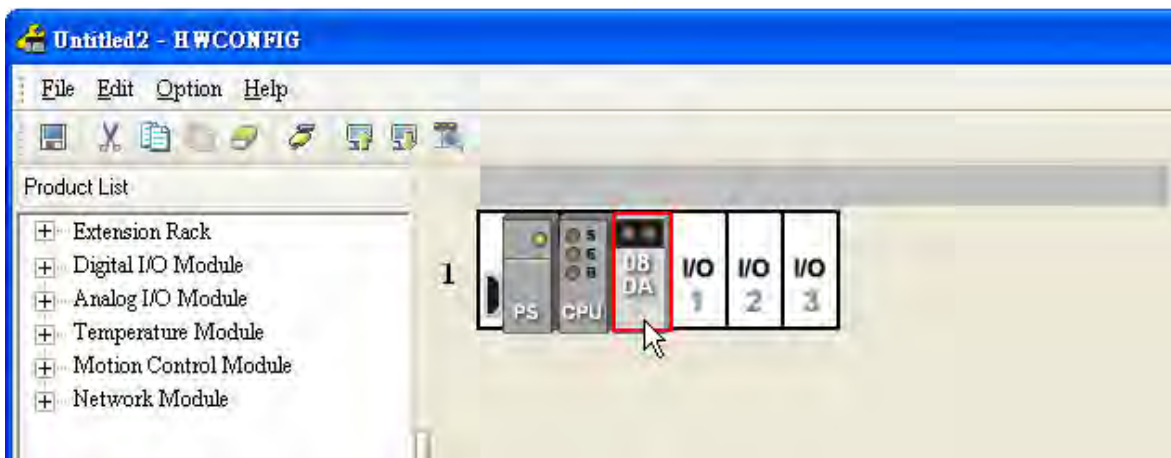 Untitled2 - HWCONFIG
File Edit Option Help
Product List
Extension Rack
Digital I/O Module
Analog I/O Module
Temperature Module
Motion Control Module
Network Module
1
PS
CPU
08
DA
I/O
1
I/O
2
I/O
3